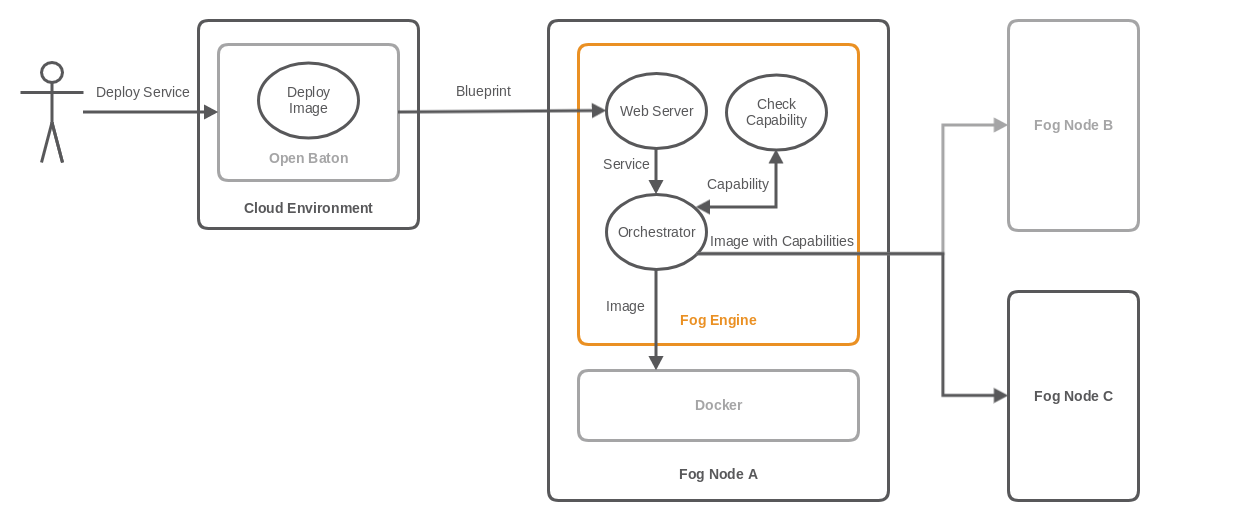 Deploy Service
Deploy
Image
Open Baton
Cloud Environment
Blueprint
Web Server
Check
Capability
Service
Capability
Orchestrator
Image with Capabilities
Image
Fog Engine
Docker
Fog Node A
Fog Node B
Fog Node C